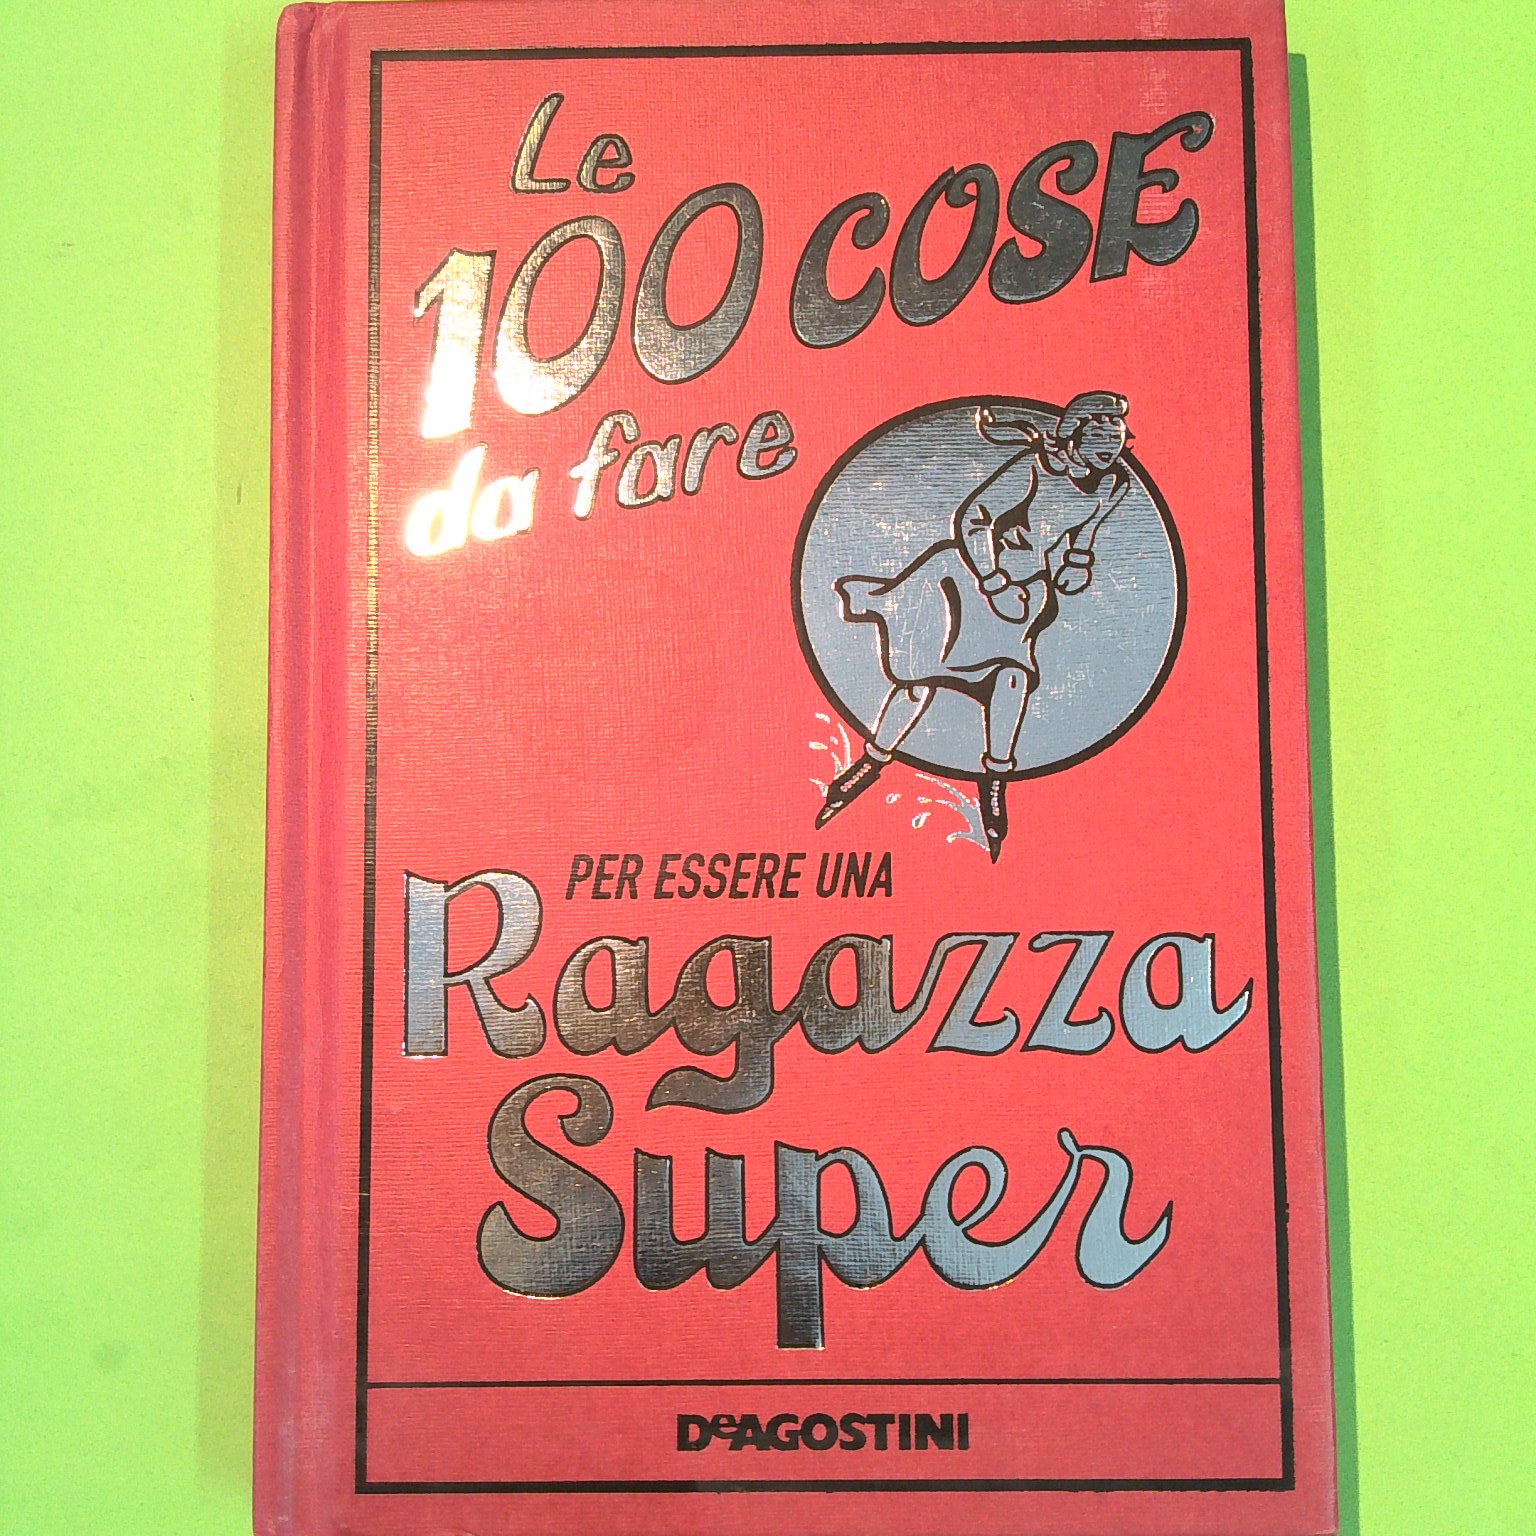 Le
100 COSE
da fare
PER ESSERE UNA
Ragazza
Super
DeAGOSTINI